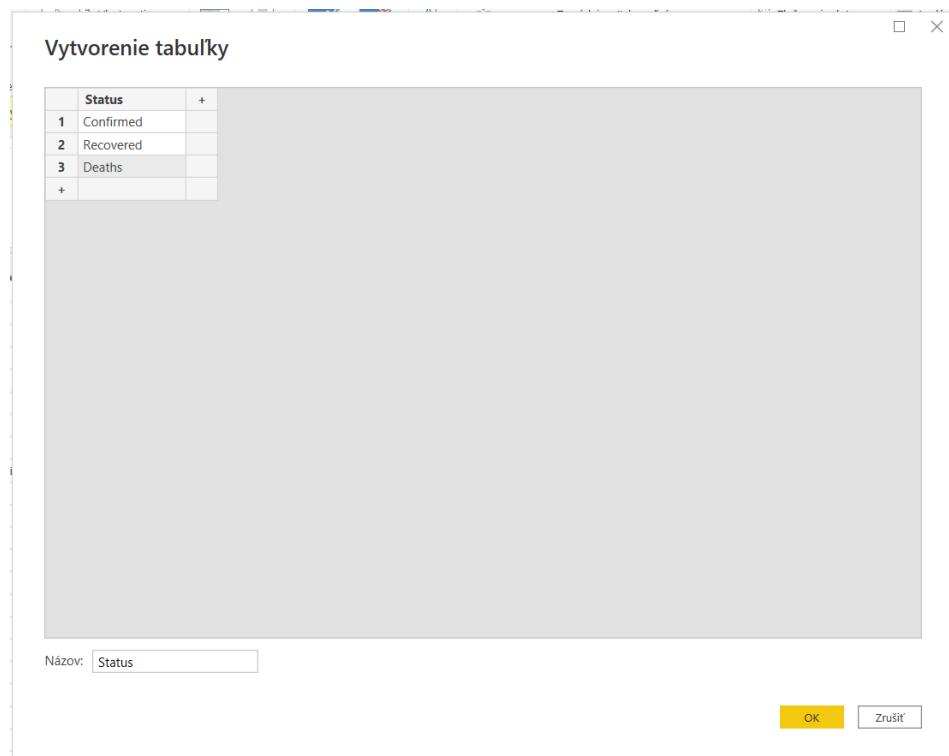 Vytvorenie tabuľky
Status +
1 Confirmed
2 Recovered
3 Deaths
+
Názov: Status
OK Zrušiť